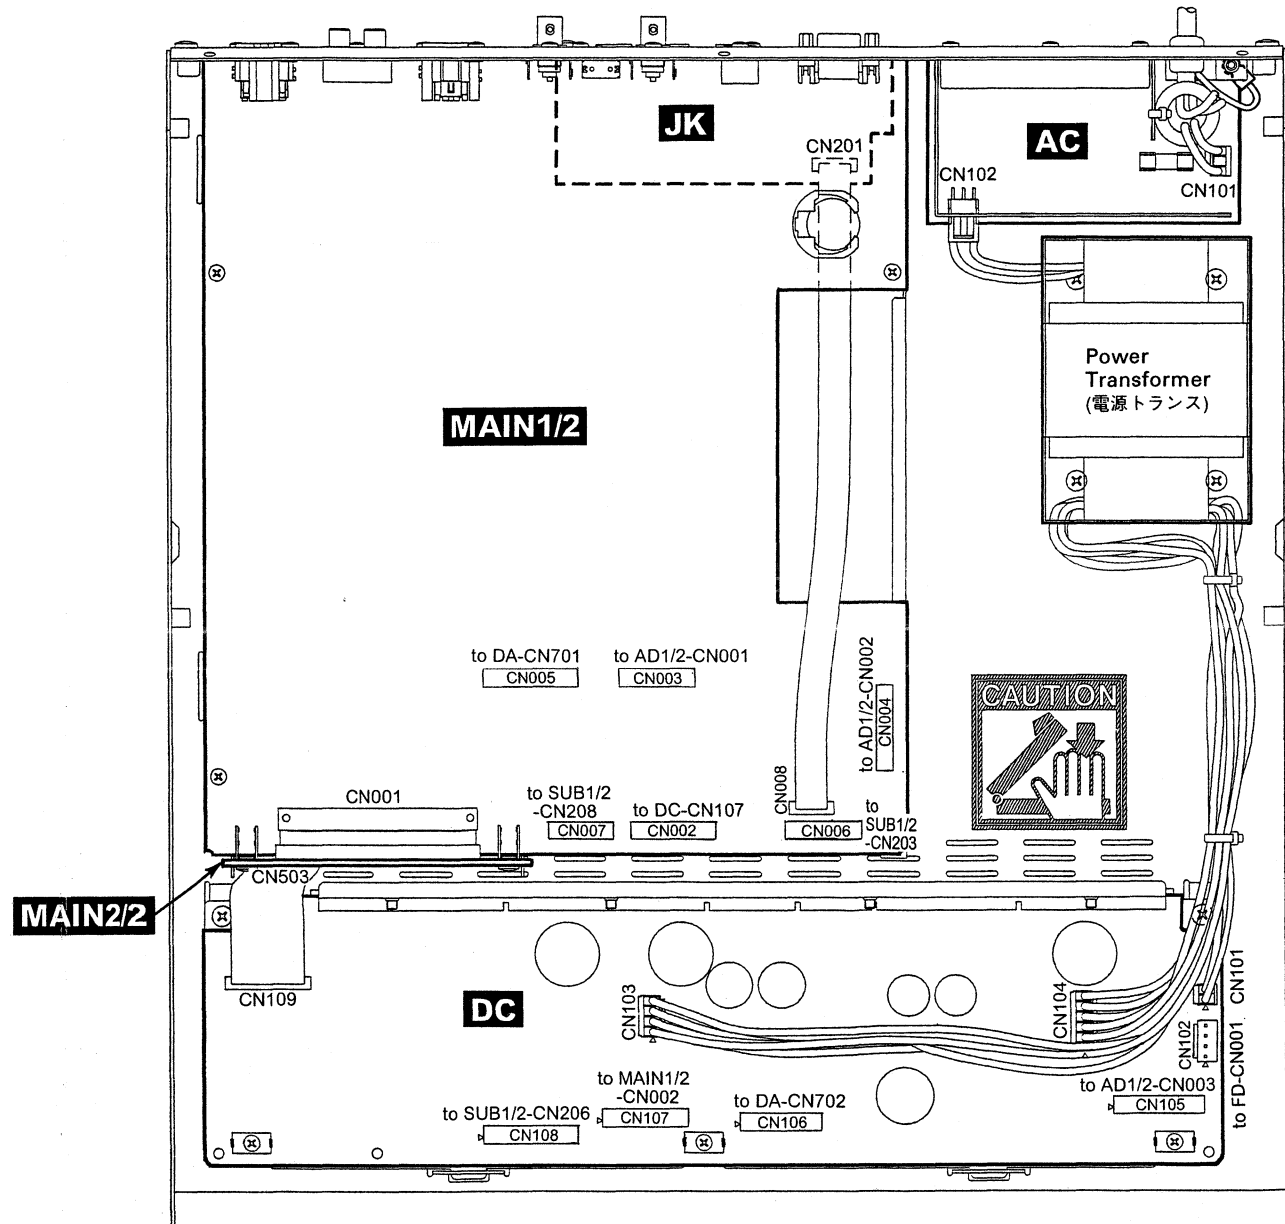 JK
AC
CN201
CN102
CN101
Power
Transformer
(電源トランス)
MAIN1/2
to DA-CN701
CN005
to AD1/2-CN001
CN003
to AD1/2-CN002
CN004
CAUTION
CN001
to SUB1/2
-CN208
CN007
to DC-CN107
CN002
CN008
CN006
to
SUB1/2
-CN203
CN503
MAIN2/2
CN109
DC
CN103
CN104
CN101
CN102
to FD-CN001
to MAIN1/2
-CN002
CN107
to DA-CN702
CN106
to AD1/2-CN003
CN105
to SUB1/2-CN206
CN108